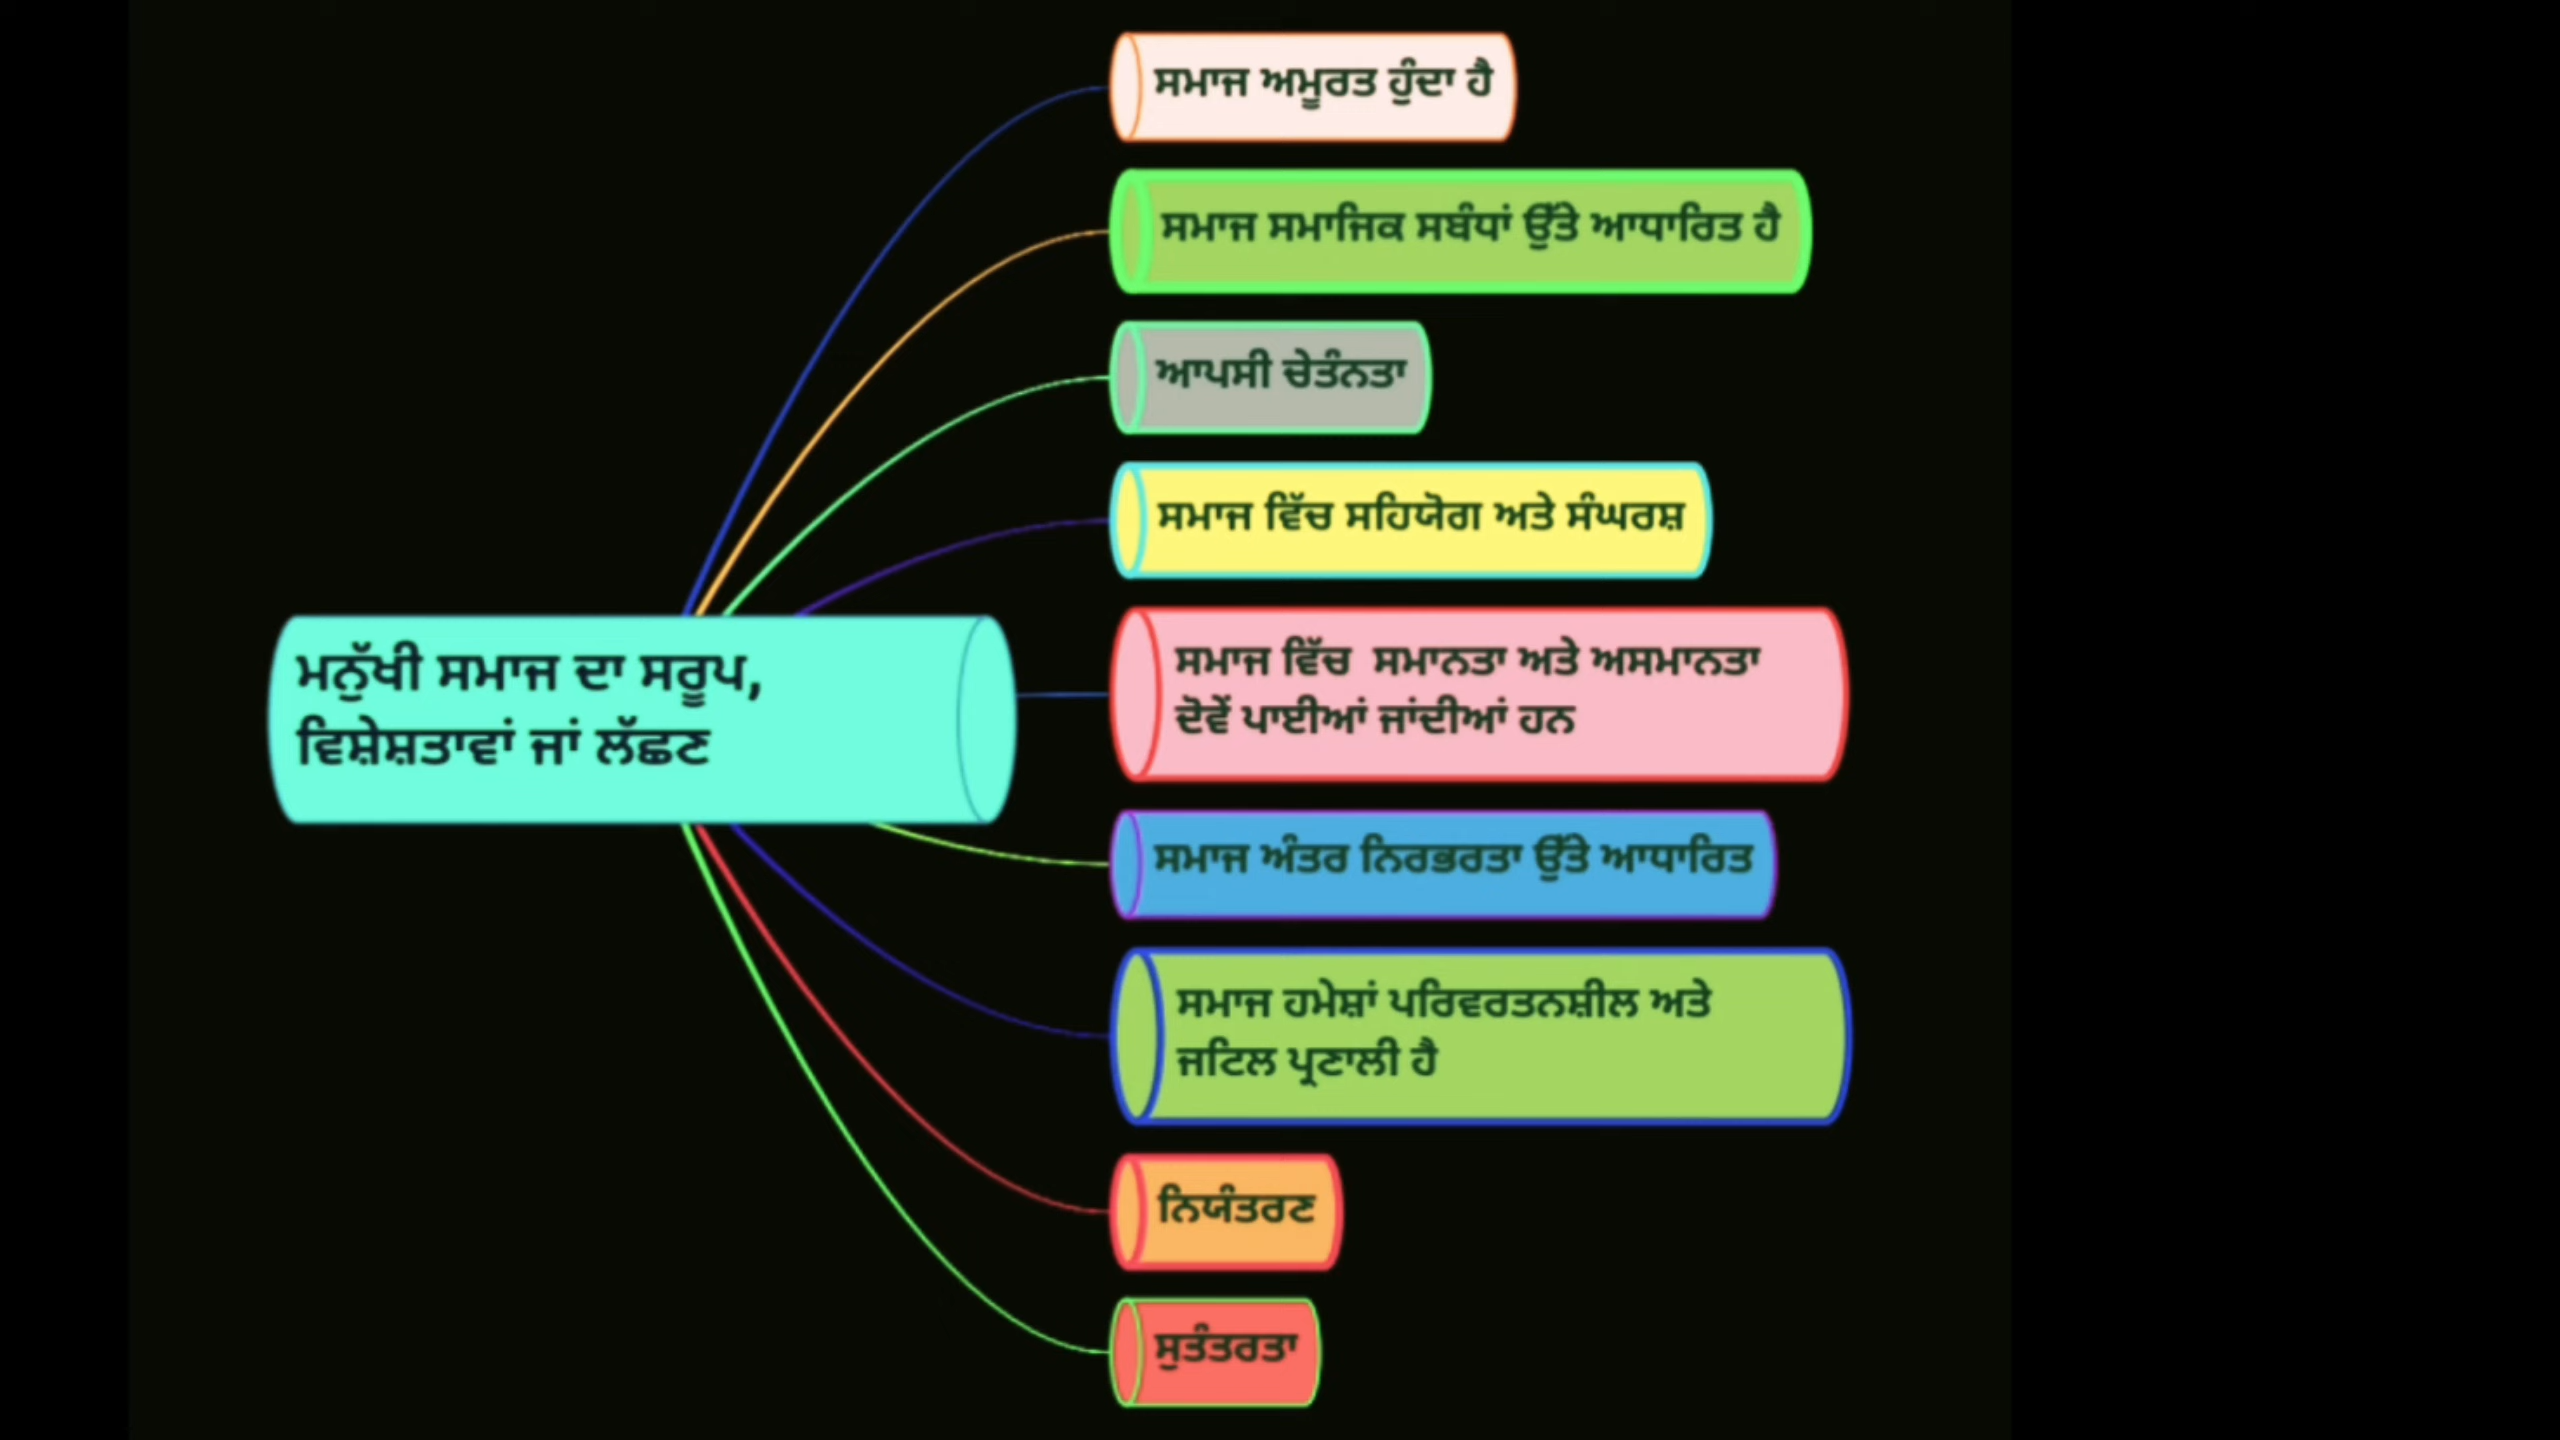 ਸਮਾਜ ਅਮੂਰਤ ਹੁੰਦਾ ਹੈ
ਸਮਾਜ ਸਮਾਜਿਕ ਸਬੰਧਾਂ ਉੱਤੇ ਆਧਾਰਿਤ ਹੈ
ਆਪਸੀ ਚੇਤੰਨਤਾ
ਸਮਾਜ ਵਿੱਚ ਸਹਿਯੋਗ ਅਤੇ ਸੰਘਰਸ਼
ਮਨੁੱਖੀ ਸਮਾਜ ਦਾ ਸਰੂਪ,
ਵਿਸ਼ੇਸ਼ਤਾਵਾਂ ਜਾਂ ਲੱਛਣ
ਸਮਾਜ ਵਿੱਚ ਸਮਾਨਤਾ ਅਤੇ ਅਸਮਾਨਤਾ
ਦੋਵੇਂ ਪਾਈਆਂ ਜਾਂਦੀਆਂ ਹਨ
ਸਮਾਜ ਅੰਤਰ ਨਿਰਭਰਤਾ ਉੱਤੇ ਆਧਾਰਿਤ
ਸਮਾਜ ਹਮੇਸ਼ਾਂ ਪਰਿਵਰਤਨਸ਼ੀਲ ਅਤੇ
ਜਟਿਲ ਪ੍ਰਣਾਲੀ ਹੈ
ਨਿਯੰਤਰਣ
ਸੁਤੰਤਰਤਾ